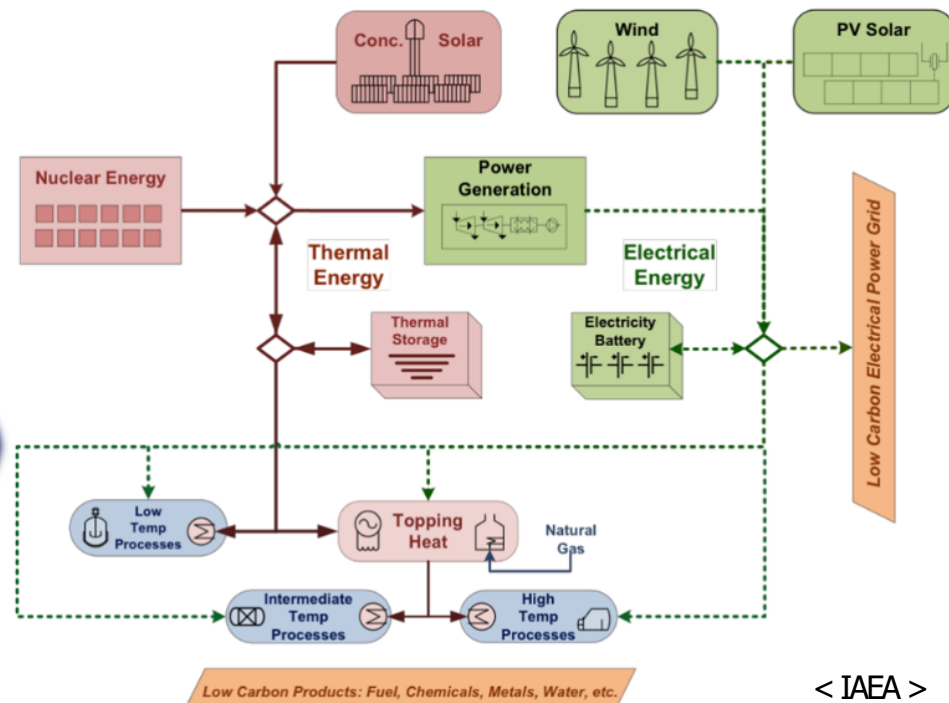 Conc. Solar
Wind
PV Solar
Nuclear Energy
Power
Generation
Thermal
Energy
Electrical
Energy
Thermal
Storage
Electricity
Battery
Low Carbon Electrical Power Grid
Low
Temp
Processes
Topping
Heat
Natural
Gas
Intermediate
Temp
Processes
High
Temp
Processes
Low Carbon Products: Fuel, Chemicals, Metals, Water, etc.
< IAEA >